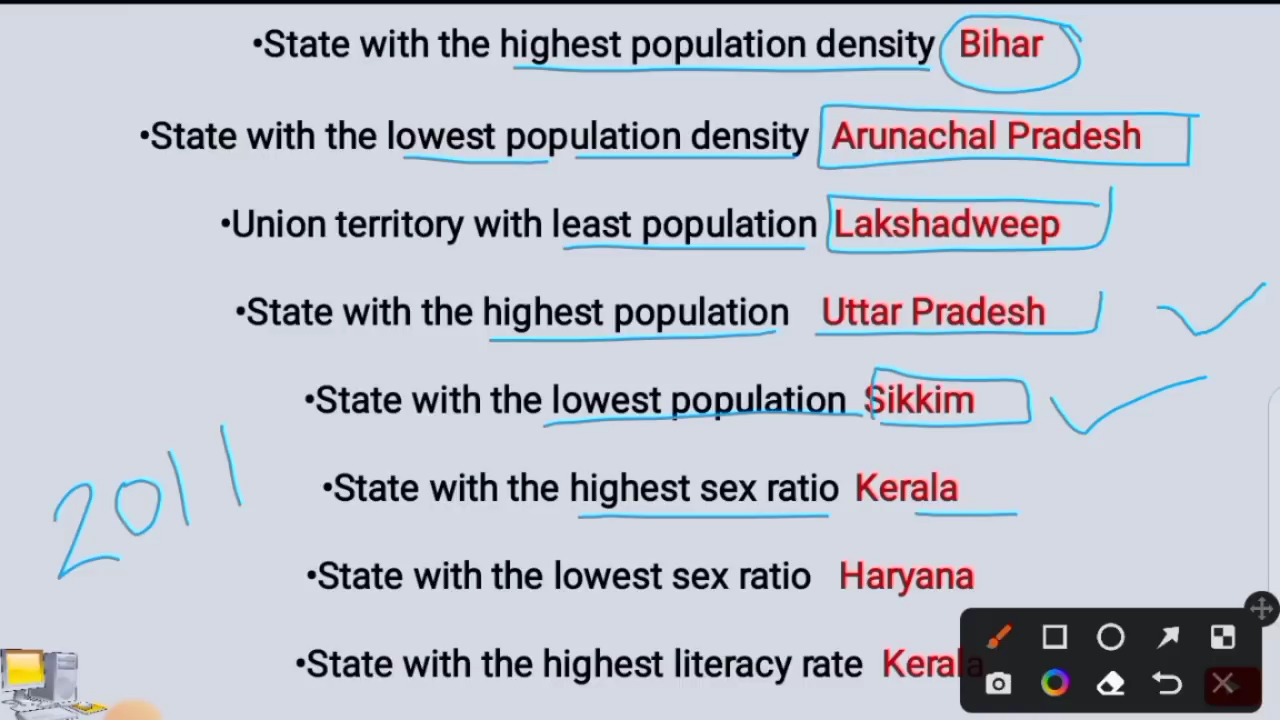 •State with the highest population density Bihar
•State with the lowest population density Arunachal Pradesh
•Union territory with least population Lakshadweep
•State with the highest population Uttar Pradesh
•State with the lowest population Sikkim
2011
•State with the highest sex ratio Kerala
•State with the lowest sex ratio Haryana
•State with the highest literacy rate Kerala